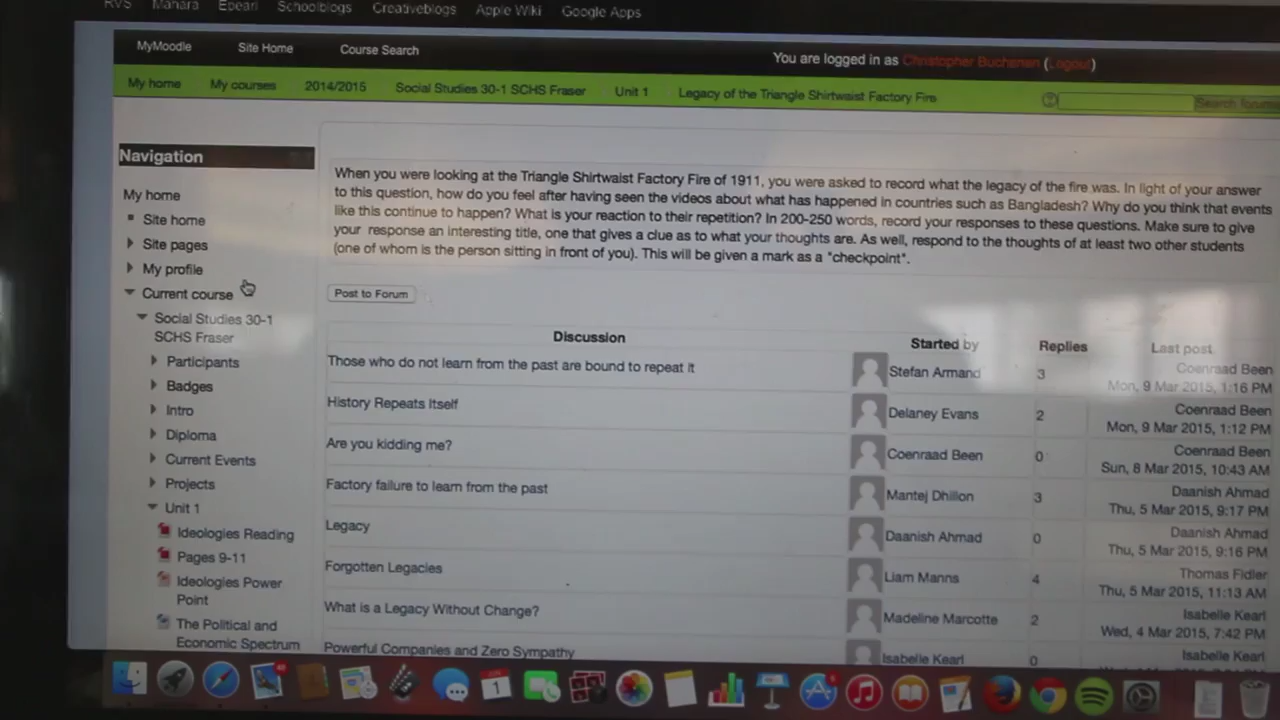 RVS Mahara Epearl Schoolblogs Creativeblogs Apple Wiki Google Apps
MyMoodle Site Home Course Search You are logged in as Christopher Buchanan (Logout)
My home My courses 2014/2015 Social Studies 30-1 SCHS Fraser Unit 1 Legacy of the Triangle Shirtwaist Factory Fire Search forums
Navigation
My home
Site home
Site pages
My profile
Current course
Social Studies 30-1
SCHS Fraser
Participants
Badges
Intro
Diploma
Current Events
Projects
Unit 1
Ideologies Reading
Pages 9-11
Ideologies Power
Point
The Political and
Economic Spectrum
When you were looking at the Triangle Shirtwaist Factory Fire of 1911, you were asked to record what the legacy of the fire was. In light of your answer
to this question, how do you feel after having seen the videos about what has happened in countries such as Bangladesh? Why do you think that events
like this continue to happen? What is your reaction to their repetition? In 200-250 words, record your responses to these questions. Make sure to give
your response an interesting title, one that gives a clue as to what your thoughts are. As well, respond to the thoughts of at least two other students
(one of whom is the person sitting in front of you). This will be given a mark as a "checkpoint".
Post to Forum
Discussion Started by Replies Last post
Those who do not learn from the past are bound to repeat it Stefan Armand 3 Coenraad Been
Mon, 9 Mar 2015, 1:16 PM
History Repeats Itself Delaney Evans 2 Coenraad Been
Mon, 9 Mar 2015, 1:12 PM
Are you kidding me? Coenraad Been 0 Coenraad Been
Sun, 8 Mar 2015, 10:43 AM
Factory failure to learn from the past Mantej Dhillon 3 Daanish Ahmad
Thu, 5 Mar 2015, 9:17 PM
Legacy Daanish Ahmad 0 Daanish Ahmad
Thu, 5 Mar 2015, 9:16 PM
Forgotten Legacies Liam Manns 4 Thomas Fidler
Thu, 5 Mar 2015, 11:13 AM
What is a Legacy Without Change? Madeline Marcotte 2 Isabelle Kearl
Wed, 4 Mar 2015, 7:42 PM
Powerful Companies and Zero Sympathy Isabelle Kearl 0 Isabelle Kearl
1